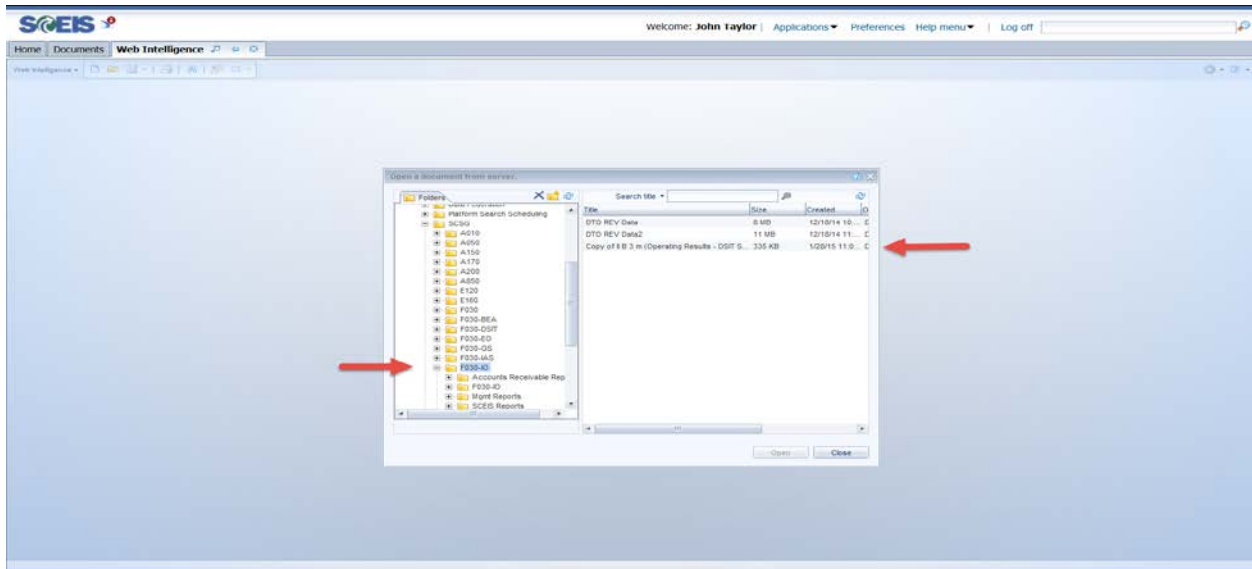 SCEIS
Welcome: John Taylor | Applications Preferences Help menu | Log off
Home Documents Web Intelligence
Web Intelligence
Open a document from server.
Folders
Search title
Platform Search Scheduling
SCSG
A010
A050
A150
A170
A200
A850
E120
E160
F030
F030-BEA
F030-DSIT
F030-EO
F030-GS
F030-IAS
F030-IO
Accounts Receivable Rep
F030-IO
Mgmt Reports
SCEIS Reports
Title Size Created
DTO REV Data 8 MB 12/18/14 10...
DTO REV Data2 11 MB 12/18/14 11:...
Copy of II B 3 m (Operating Results - DSIT S... 335 KB 1/28/15 11:0...
Open Close